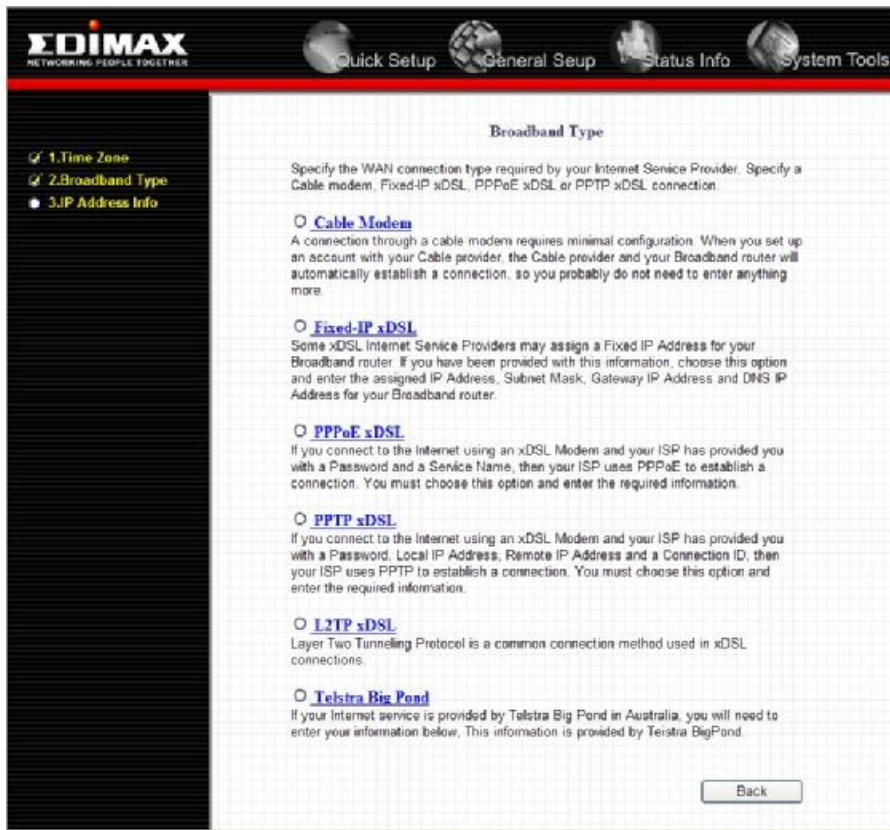 EDIMAX
NETWORKING PEOPLE TOGETHER
Quick Setup
General Seup
Status Info
System Tools
1.Time Zone
2.Broadband Type
3.IP Address Info
Broadband Type
Specify the WAN connection type required by your Internet Service Provider. Specify a
Cable modem, Fixed-IP xDSL, PPPoE xDSL or PPTP xDSL connection.
Cable Modem
A connection through a cable modem requires minimal configuration. When you set up
an account with your Cable provider, the Cable provider and your Broadband router will
automatically establish a connection, so you probably do not need to enter anything
more.
Fixed-IP xDSL
Some xDSL Internet Service Providers may assign a Fixed IP Address for your
Broadband router. If you have been provided with this information, choose this option
and enter the assigned IP Address, Subnet Mask, Gateway IP Address and DNS IP
Address for your Broadband router.
PPPoE xDSL
If you connect to the Internet using an xDSL Modem and your ISP has provided you
with a Password and a Service Name, then your ISP uses PPPoE to establish a
connection. You must choose this option and enter the required information.
PPTP xDSL
If you connect to the Internet using an xDSL Modem and your ISP has provided you
with a Password, Local IP Address, Remote IP Address and a Connection ID, then
your ISP uses PPTP to establish a connection. You must choose this option and
enter the required information.
L2TP xDSL
Layer Two Tunneling Protocol is a common connection method used in xDSL
connections.
Telstra Big Pond
If your Internet service is provided by Telstra Big Pond in Australia, you will need to
enter your information below, This information is provided by Teistra BigPond.
Back